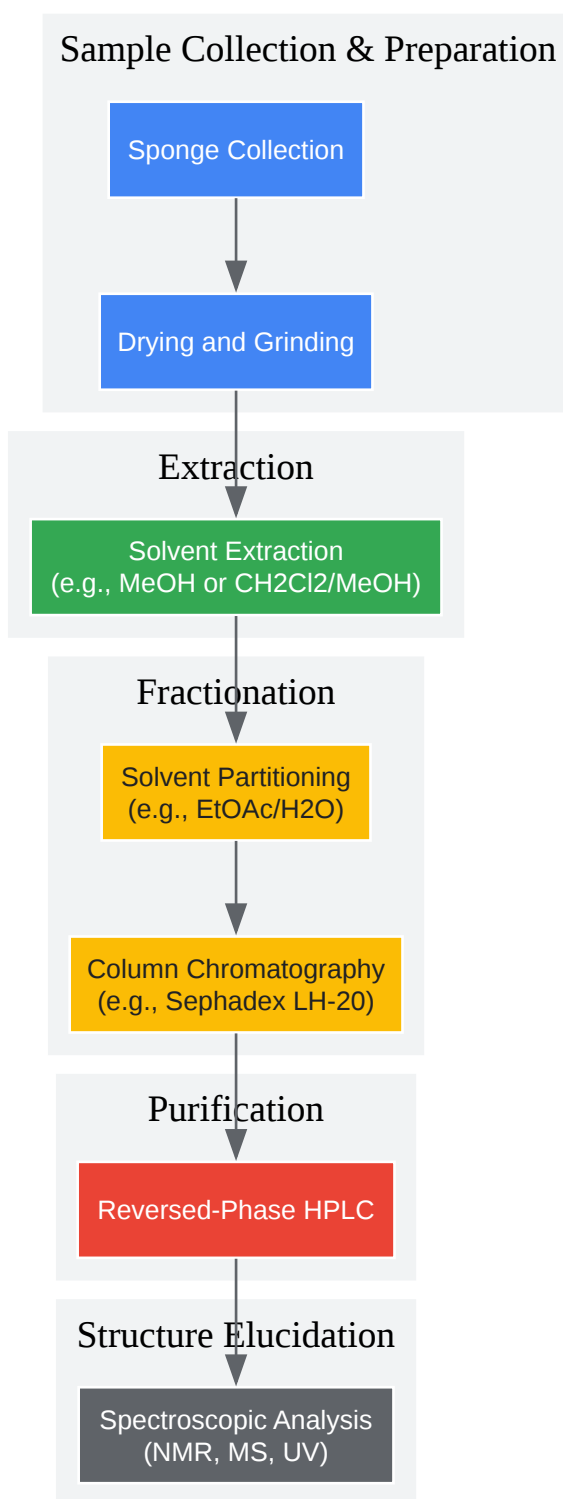 Sample Collection & Preparation
Sponge Collection
Drying and Grinding
Extraction
Solvent Extraction
(e.g., MeOH or CH2Cl2/MeOH)
Fractionation
Solvent Partitioning
(e.g., EtOAc/H2O)
Column Chromatography
(e.g., Sephadex LH-20)
Purification
Reversed-Phase HPLC
Structure Elucidation
Spectroscopic Analysis
(NMR, MS, UV)